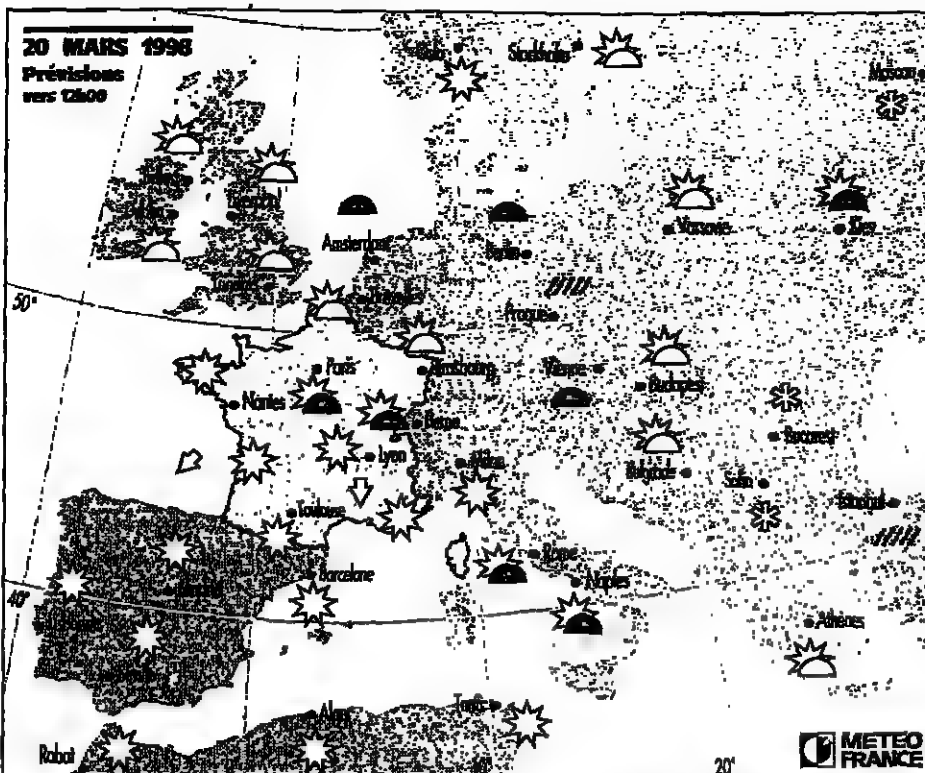 20 MARS 1998
Prévisions
vers 12h00
Oslo
Stockholm
Moscou
Varsovie
Kiev
Amsterdam
Berlin
50°
Prague
Paris
Strasbourg
Vienne
Budapest
Nantes
Berne
Bucarest
Lyon
Milan
Belgrade
Sofia
Toulouse
Istanbul
Rome
Barcelone
Naples
40°
Athènes
Alger
Tunis
Rabat
20°
METEO
FRANCE